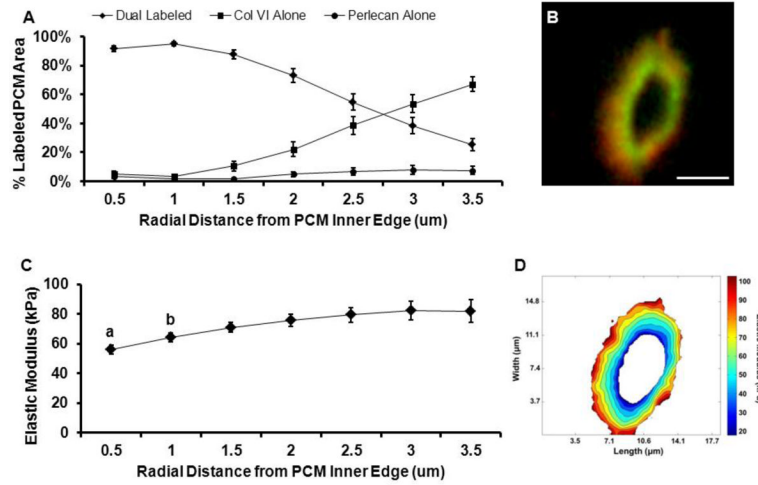 A
Dual Labeled Col VI Alone Perlecan Alone
100%
80%
60%
40%
20%
0%
% Labeled PCM Area
0.5 1 1.5 2 2.5 3 3.5
Radial Distance from PCM Inner Edge (um)
B
C
100
80
60
40
20
0
Elastic Modulus (kPa)
a
b
0.5 1 1.5 2 2.5 3 3.5
Radial Distance from PCM Inner Edge (um)
D
14.8
11.1
7.4
3.7
Width (μm)
3.5 7.1 10.6 14.1 17.7
Length (μm)
100
90
80
70
60
50
40
30
20